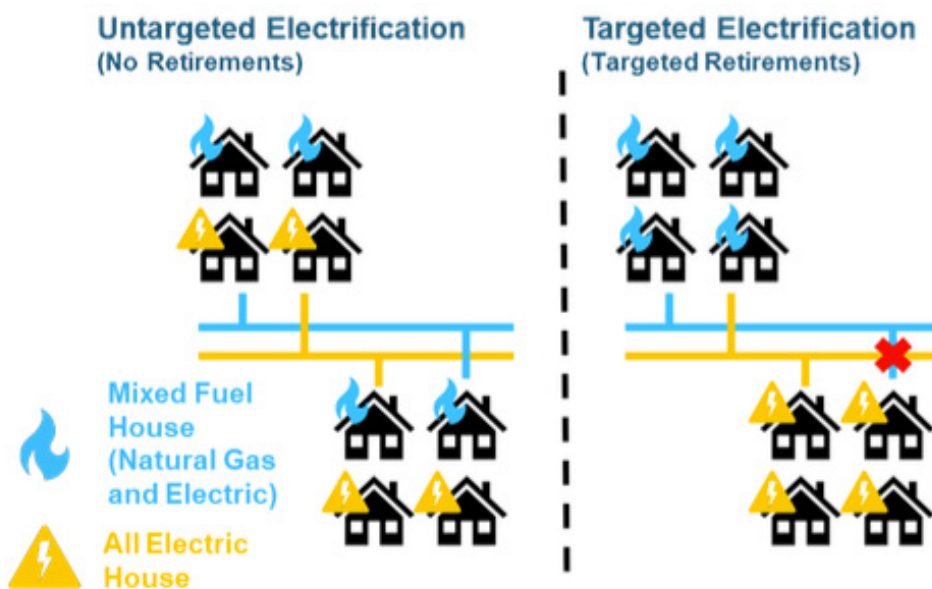 Untargeted Electrification
(No Retirements)
Targeted Electrification
(Targeted Retirements)
Mixed Fuel
House
(Natural Gas
and Electric)
All Electric
House